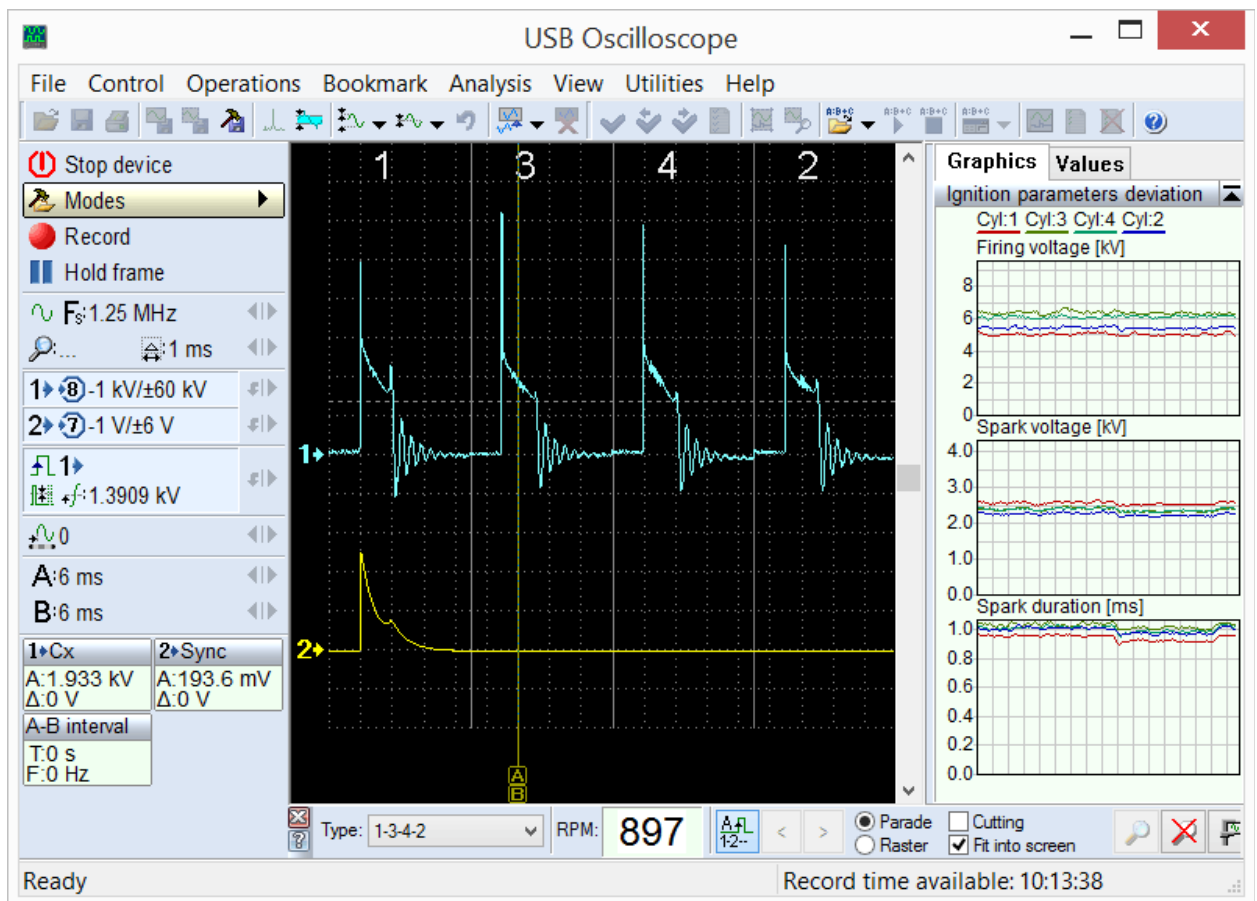 USB Oscilloscope
File Control Operations Bookmark Analysis View Utilities Help
A:B+C A:B+C A:B+C A:B+C
Stop device
Modes
Record
Hold frame
Fs:1.25 MHz
:... :1 ms
1 8 -1 kV/±60 kV
2 7 -1 V/±6 V
1
:1.3909 kV
:0
A:6 ms
B:6 ms
1 Cx 2 Sync
A:1.933 kV A:193.6 mV
Δ:0 V Δ:0 V
A-B interval
T:0 s
F:0 Hz
1 3 4 2
1
2
A
B
Graphics Values
Ignition parameters deviation
Cyl:1 Cyl:3 Cyl:4 Cyl:2
Firing voltage [kV]
8
6
4
2
0
Spark voltage [kV]
4.0
3.0
2.0
1.0
0.0
Spark duration [ms]
1.0
0.8
0.6
0.4
0.2
0.0
Type: 1-3-4-2 RPM: 897 A 1-2-- < > Parade Cutting
Raster Fit into screen
Ready Record time available: 10:13:38